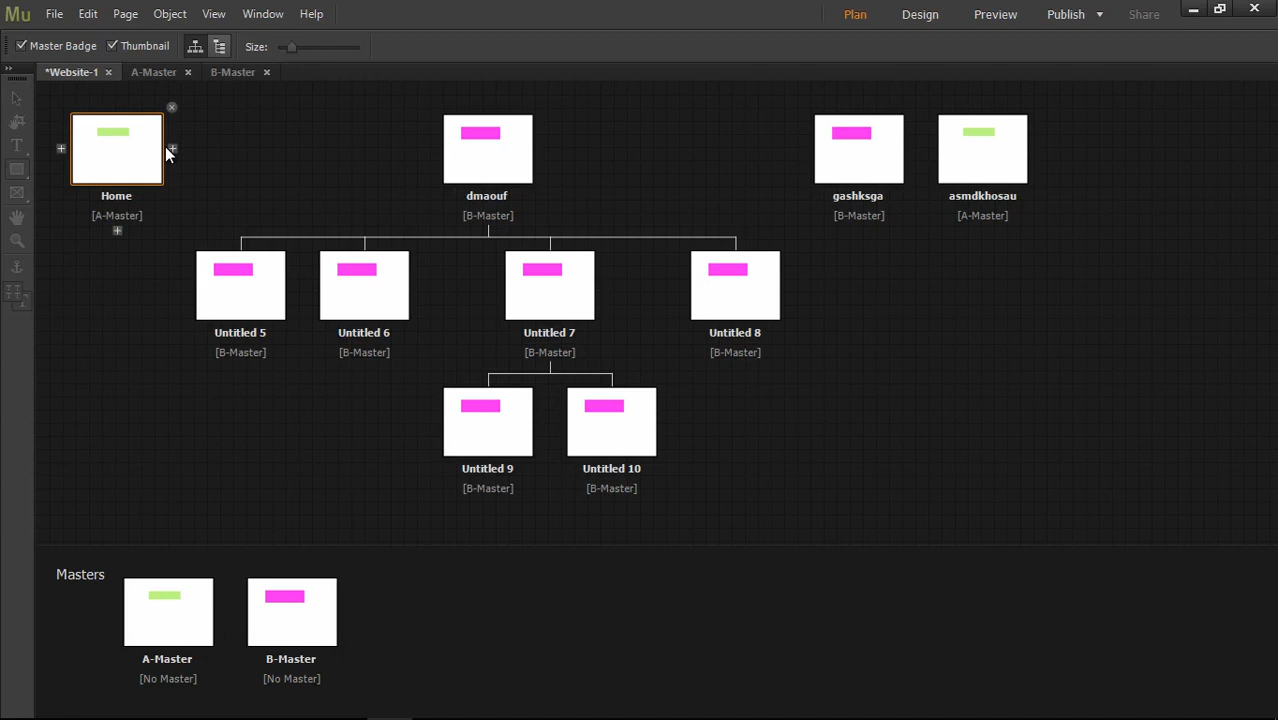 Mu File Edit Page Object View Window Help Plan Design Preview Publish Share
Master Badge Thumbnail Size:
*Website-1 A-Master B-Master
Home dmaouf gashksga asmdkhosau
[A-Master] [B-Master] [B-Master] [A-Master]
Untitled 5 Untitled 6 Untitled 7 Untitled 8
[B-Master] [B-Master] [B-Master] [B-Master]
Untitled 9 Untitled 10
[B-Master] [B-Master]
Masters
A-Master B-Master
[No Master] [No Master]